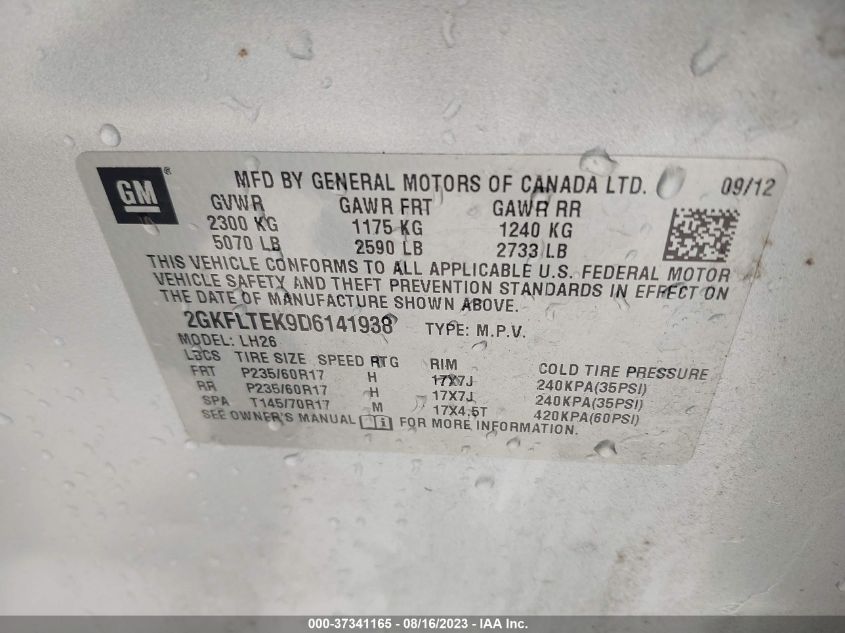 GM ® MFD BY GENERAL MOTORS OF CANADA LTD. 09/12
GVWR GAWR FRT GAWR RR
2300 KG 1175 KG 1240 KG
5070 LB 2590 LB 2733 LB
THIS VEHICLE CONFORMS TO ALL APPLICABLE U.S. FEDERAL MOTOR
VEHICLE SAFETY AND THEFT PREVENTION STANDARDS IN EFFECT ON
THE DATE OF MANUFACTURE SHOWN ABOVE.
2GKFLTEK9D6141938 TYPE: M.P.V.
MODEL: LH26
LOCS TIRE SIZE SPEED RTG RIM COLD TIRE PRESSURE
FRT P235/60R17 H 17X7J 240KPA(35PSI)
RR P235/60R17 H 17X7J 240KPA(35PSI)
SPA T145/70R17 M 17X4.5T 420KPA(60PSI)
SEE OWNER'S MANUAL FOR MORE INFORMATION.
000-37341165 - 08/16/2023 - © IAA Inc.